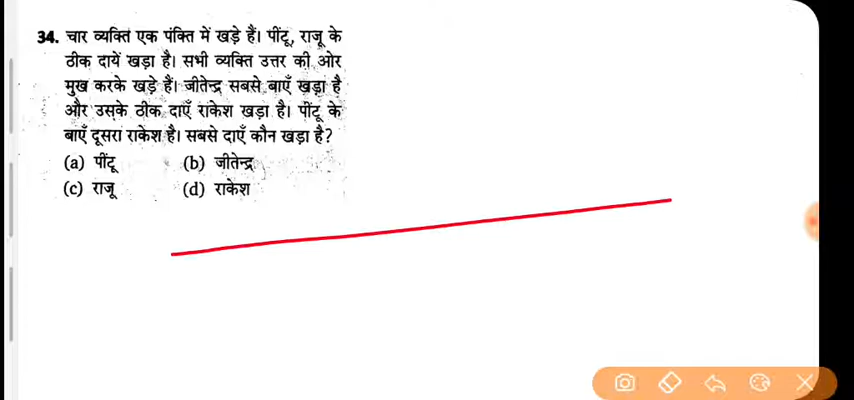 34. चार व्यक्ति एक पंक्ति में खड़े हैं। पींटू, राजू के
ठीक दायें खड़ा है। सभी व्यक्ति उत्तर की ओर
मुख करके खड़े हैं। जीतेन्द्र सबसे बाएँ खड़ा है
और उसके ठीक दाएँ राकेश खड़ा है। पींटू के
बाएँ दूसरा राकेश है। सबसे दाएँ कौन खड़ा है?
(a) पींटू (b) जीतेन्द्र
(c) राजू (d) राकेश